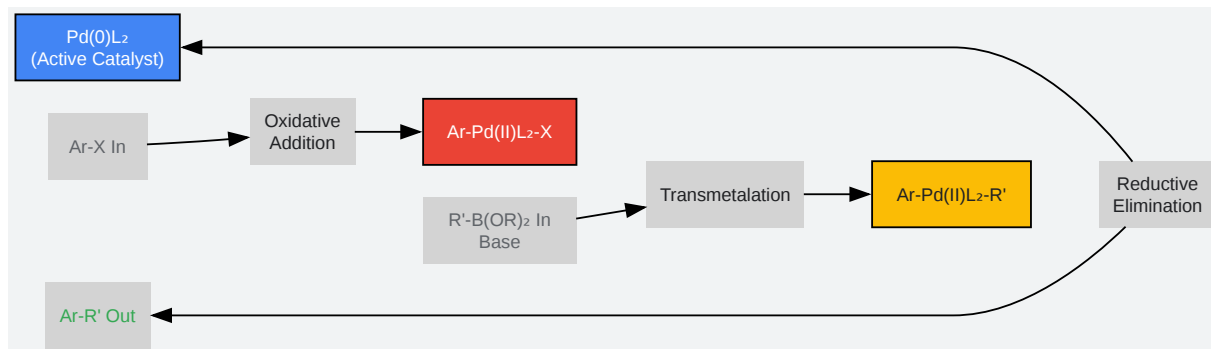 Pd(0)L₂
(Active Catalyst)
Ar-X In
Oxidative
Addition
Ar-Pd(II)L₂-X
R'-B(OR)₂ In
Base
Transmetalation
Ar-Pd(II)L₂-R'
Reductive
Elimination
Ar-R' Out